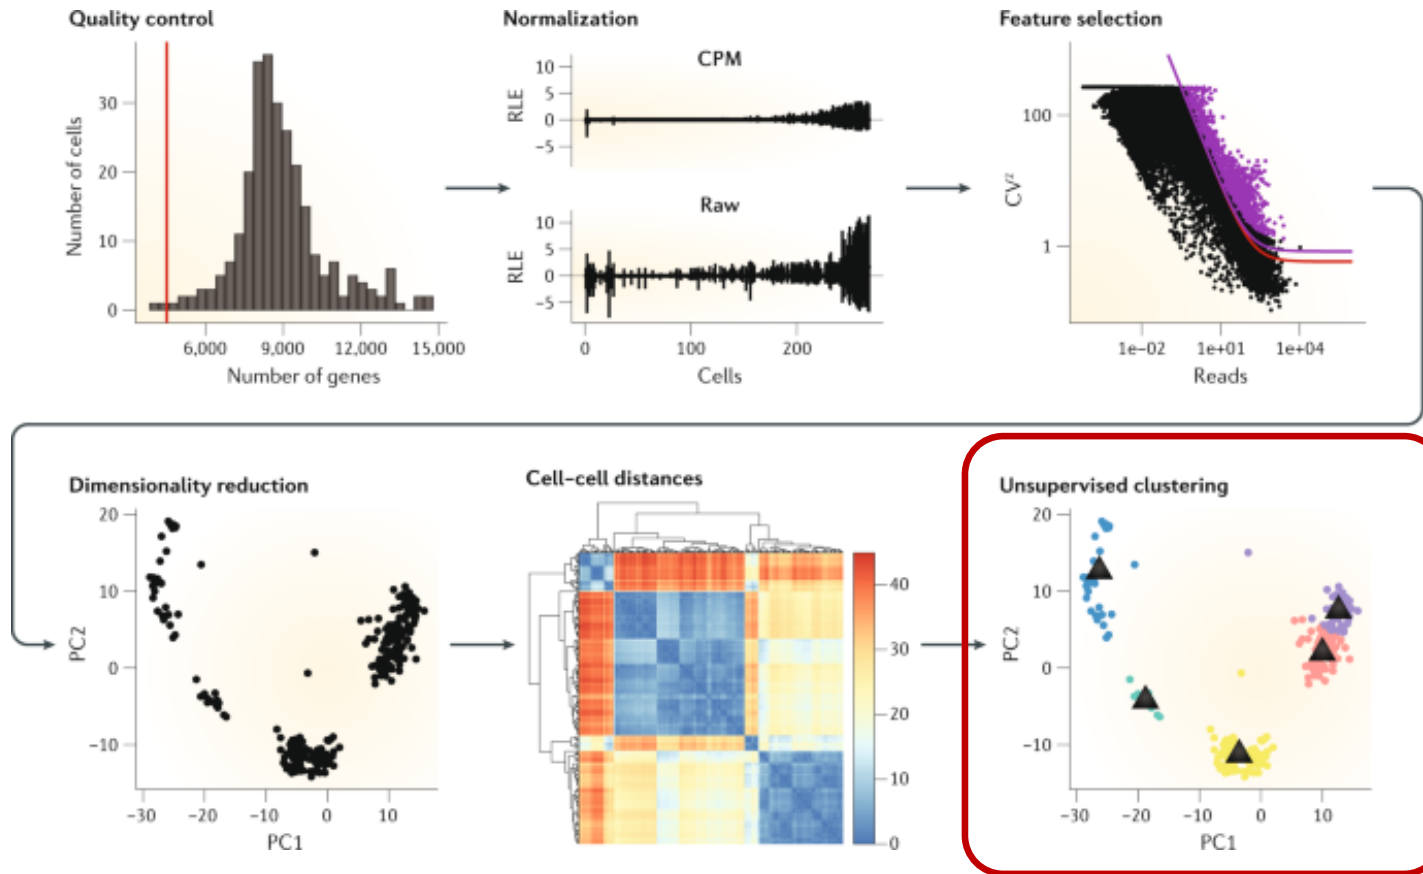 Quality control
Number of cells
30
20
10
0
6,000 9,000 12,000 15,000
Number of genes
Normalization
CPM
RLE
10
5
0
−5
Raw
RLE
10
5
0
−5
0 100 200
Cells
Feature selection
CV²
100
1
1e−02 1e+01 1e+04
Reads
Dimensionality reduction
PC2
20
10
0
−10
−30 −20 −10 0 10
PC1
Cell–cell distances
40
30
20
10
0
Unsupervised clustering
PC2
20
10
0
−10
−30 −20 −10 0 10
PC1